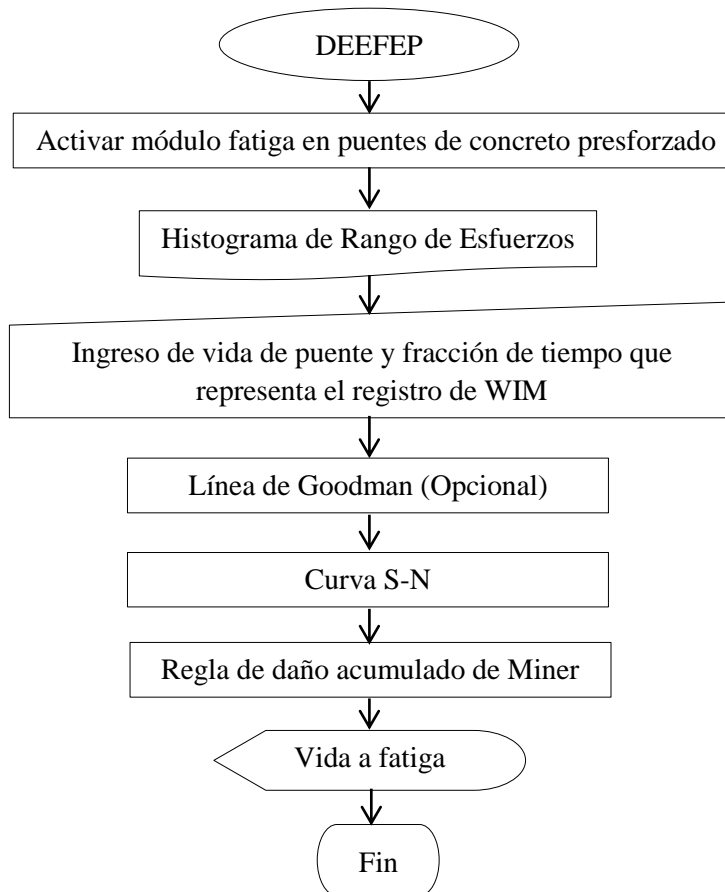 DEEFEP
Activar módulo fatiga en puentes de concreto presforzado
Histograma de Rango de Esfuerzos
Ingreso de vida de puente y fracción de tiempo que
representa el registro de WIM
Línea de Goodman (Opcional)
Curva S-N
Regla de daño acumulado de Miner
Vida a fatiga
Fin